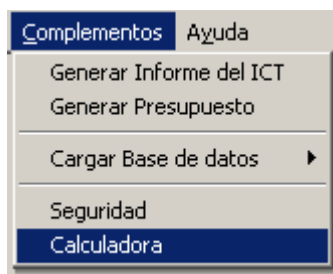 Complementos Ayuda
Generar Informe del ICT
Generar Presupuesto
Cargar Base de datos
Seguridad
Calculadora